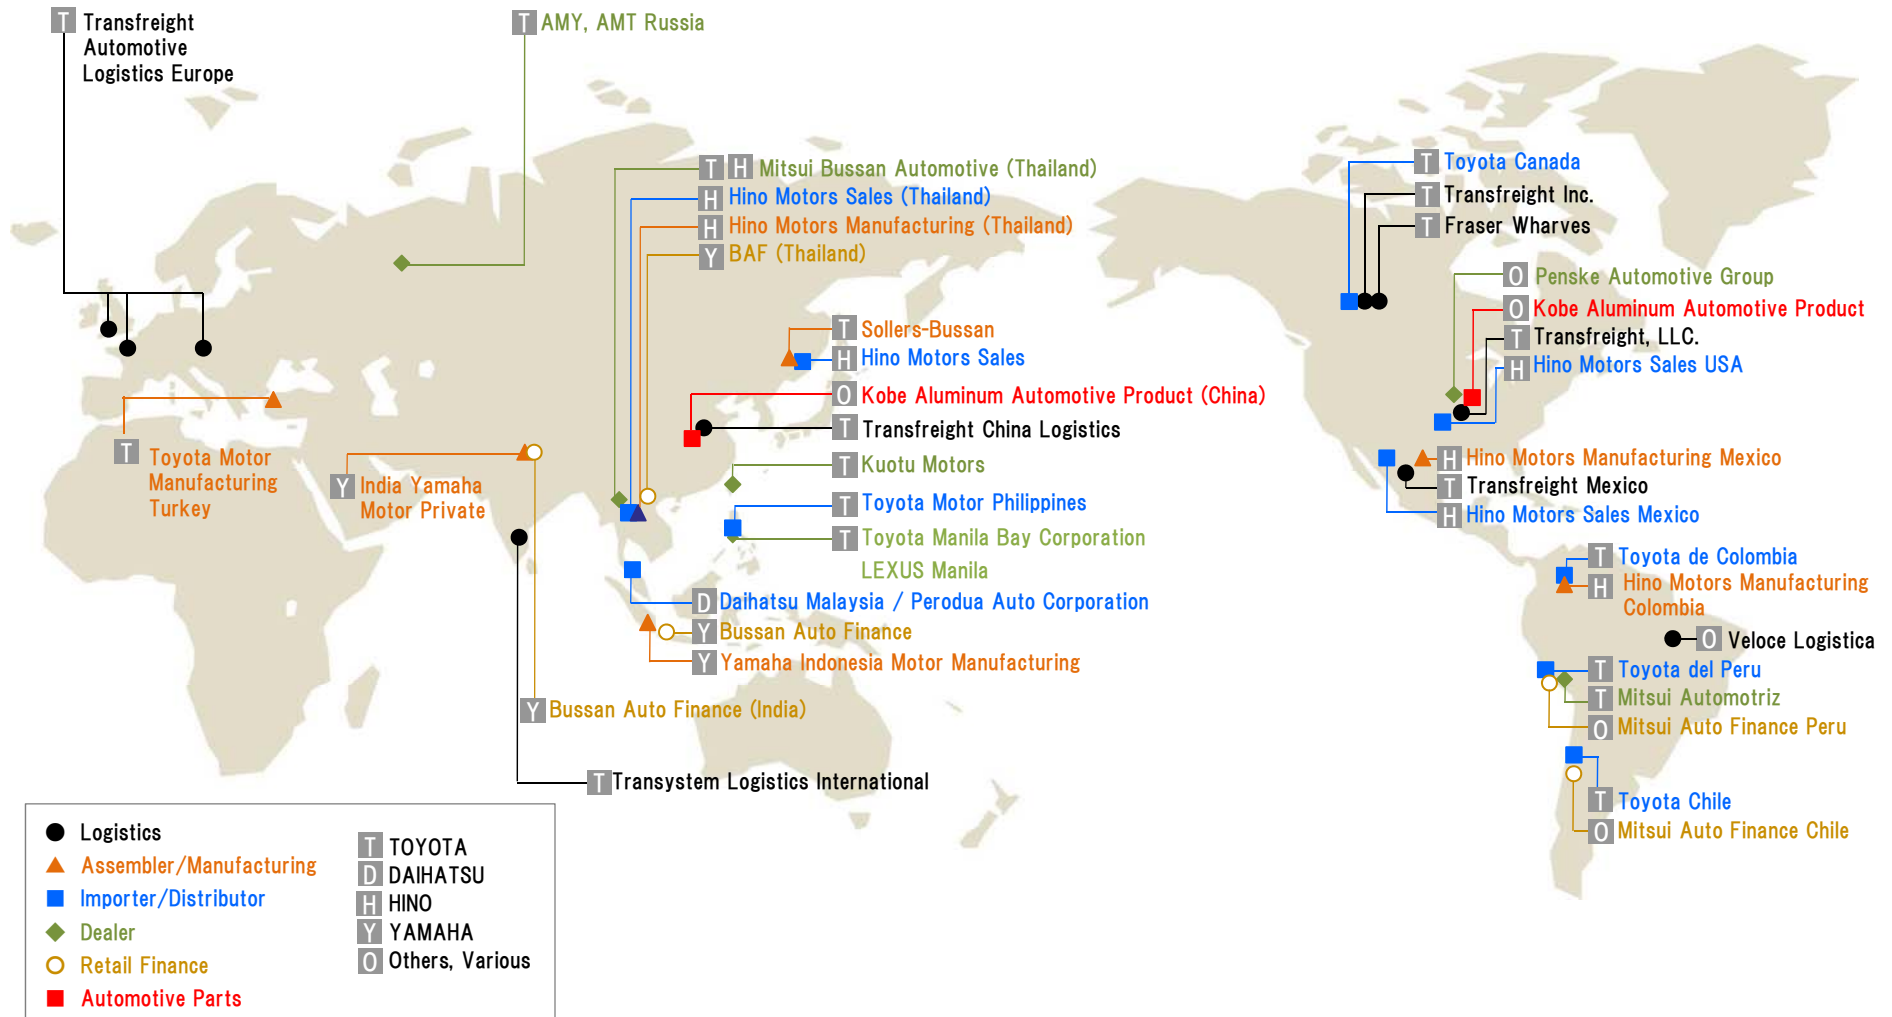 T Transfreight
Automotive
Logistics Europe
T AMY, AMT Russia
T H Mitsui Bussan Automotive (Thailand)
H Hino Motors Sales (Thailand)
H Hino Motors Manufacturing (Thailand)
Y BAF (Thailand)
T Sollers-Bussan
H Hino Motors Sales
O Kobe Aluminum Automotive Product (China)
T Transfreight China Logistics
T Kuotu Motors
T Toyota Motor Philippines
T Toyota Manila Bay Corporation
LEXUS Manila
D Daihatsu Malaysia / Perodua Auto Corporation
Y Bussan Auto Finance
Y Yamaha Indonesia Motor Manufacturing
T Toyota Motor
Manufacturing
Turkey
Y India Yamaha
Motor Private
Y Bussan Auto Finance (India)
T Transystem Logistics International
T Toyota Canada
T Transfreight Inc.
T Fraser Wharves
O Penske Automotive Group
O Kobe Aluminum Automotive Product
T Transfreight, LLC.
H Hino Motors Sales USA
H Hino Motors Manufacturing Mexico
T Transfreight Mexico
H Hino Motors Sales Mexico
T Toyota de Colombia
H Hino Motors Manufacturing
Colombia
O Veloce Logistica
T Toyota del Peru
T Mitsui Automotriz
O Mitsui Auto Finance Peru
T Toyota Chile
O Mitsui Auto Finance Chile
Logistics
Assembler/Manufacturing
Importer/Distributor
Dealer
Retail Finance
Automotive Parts
T TOYOTA
D DAIHATSU
H HINO
Y YAMAHA
O Others, Various